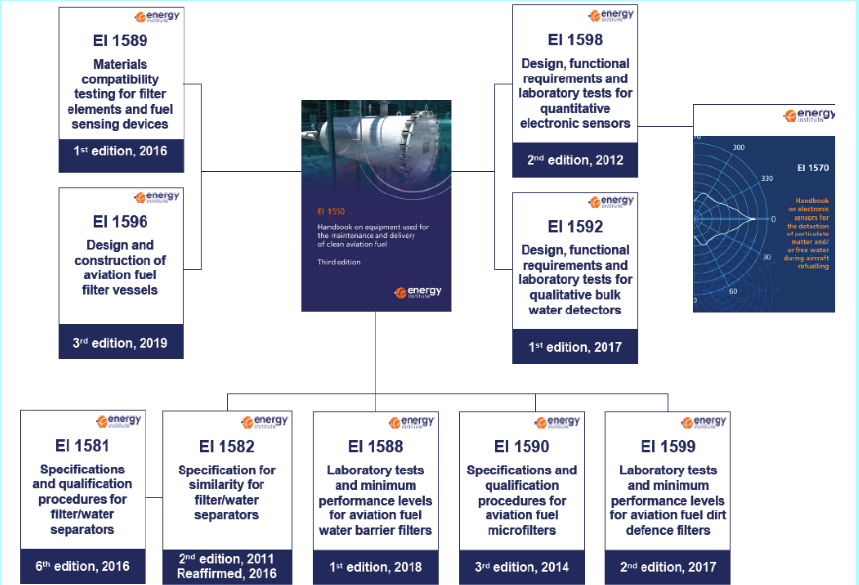 energy
institute
EI 1589
Materials
compatibility
testing for filter
elements and fuel
sensing devices
1st edition, 2016
energy
institute
EI 1596
Design and
construction of
aviation fuel
filter vessels
3rd edition, 2019
EI 1550
Handbook on equipment used for
the maintenance and delivery
of clean aviation fuel
Third edition
energy
institute
energy
institute
EI 1598
Design, functional
requirements and
laboratory tests for
quantitative
electronic sensors
2nd edition, 2012
energy
institute
EI 1592
Design, functional
requirements and
laboratory tests for
qualitative bulk
water detectors
1st edition, 2017
energy
institute
300
330
0
30
60
EI 1570
Handbook
on electronic
sensors for
the detection
of particulate
matter and/
or free water
during aircraft
refuelling
energy
institute
EI 1581
Specifications
and qualification
procedures for
filter/water
separators
6th edition, 2016
energy
institute
EI 1582
Specification for
similarity for
filter/water
separators
2nd edition, 2011
Reaffirmed, 2016
energy
institute
EI 1588
Laboratory tests
and minimum
performance levels
for aviation fuel
water barrier filters
1st edition, 2018
energy
institute
EI 1590
Specifications and
qualification
procedures for
aviation fuel
microfilters
3rd edition, 2014
energy
institute
EI 1599
Laboratory tests
and minimum
performance levels
for aviation fuel dirt
defence filters
2nd edition, 2017